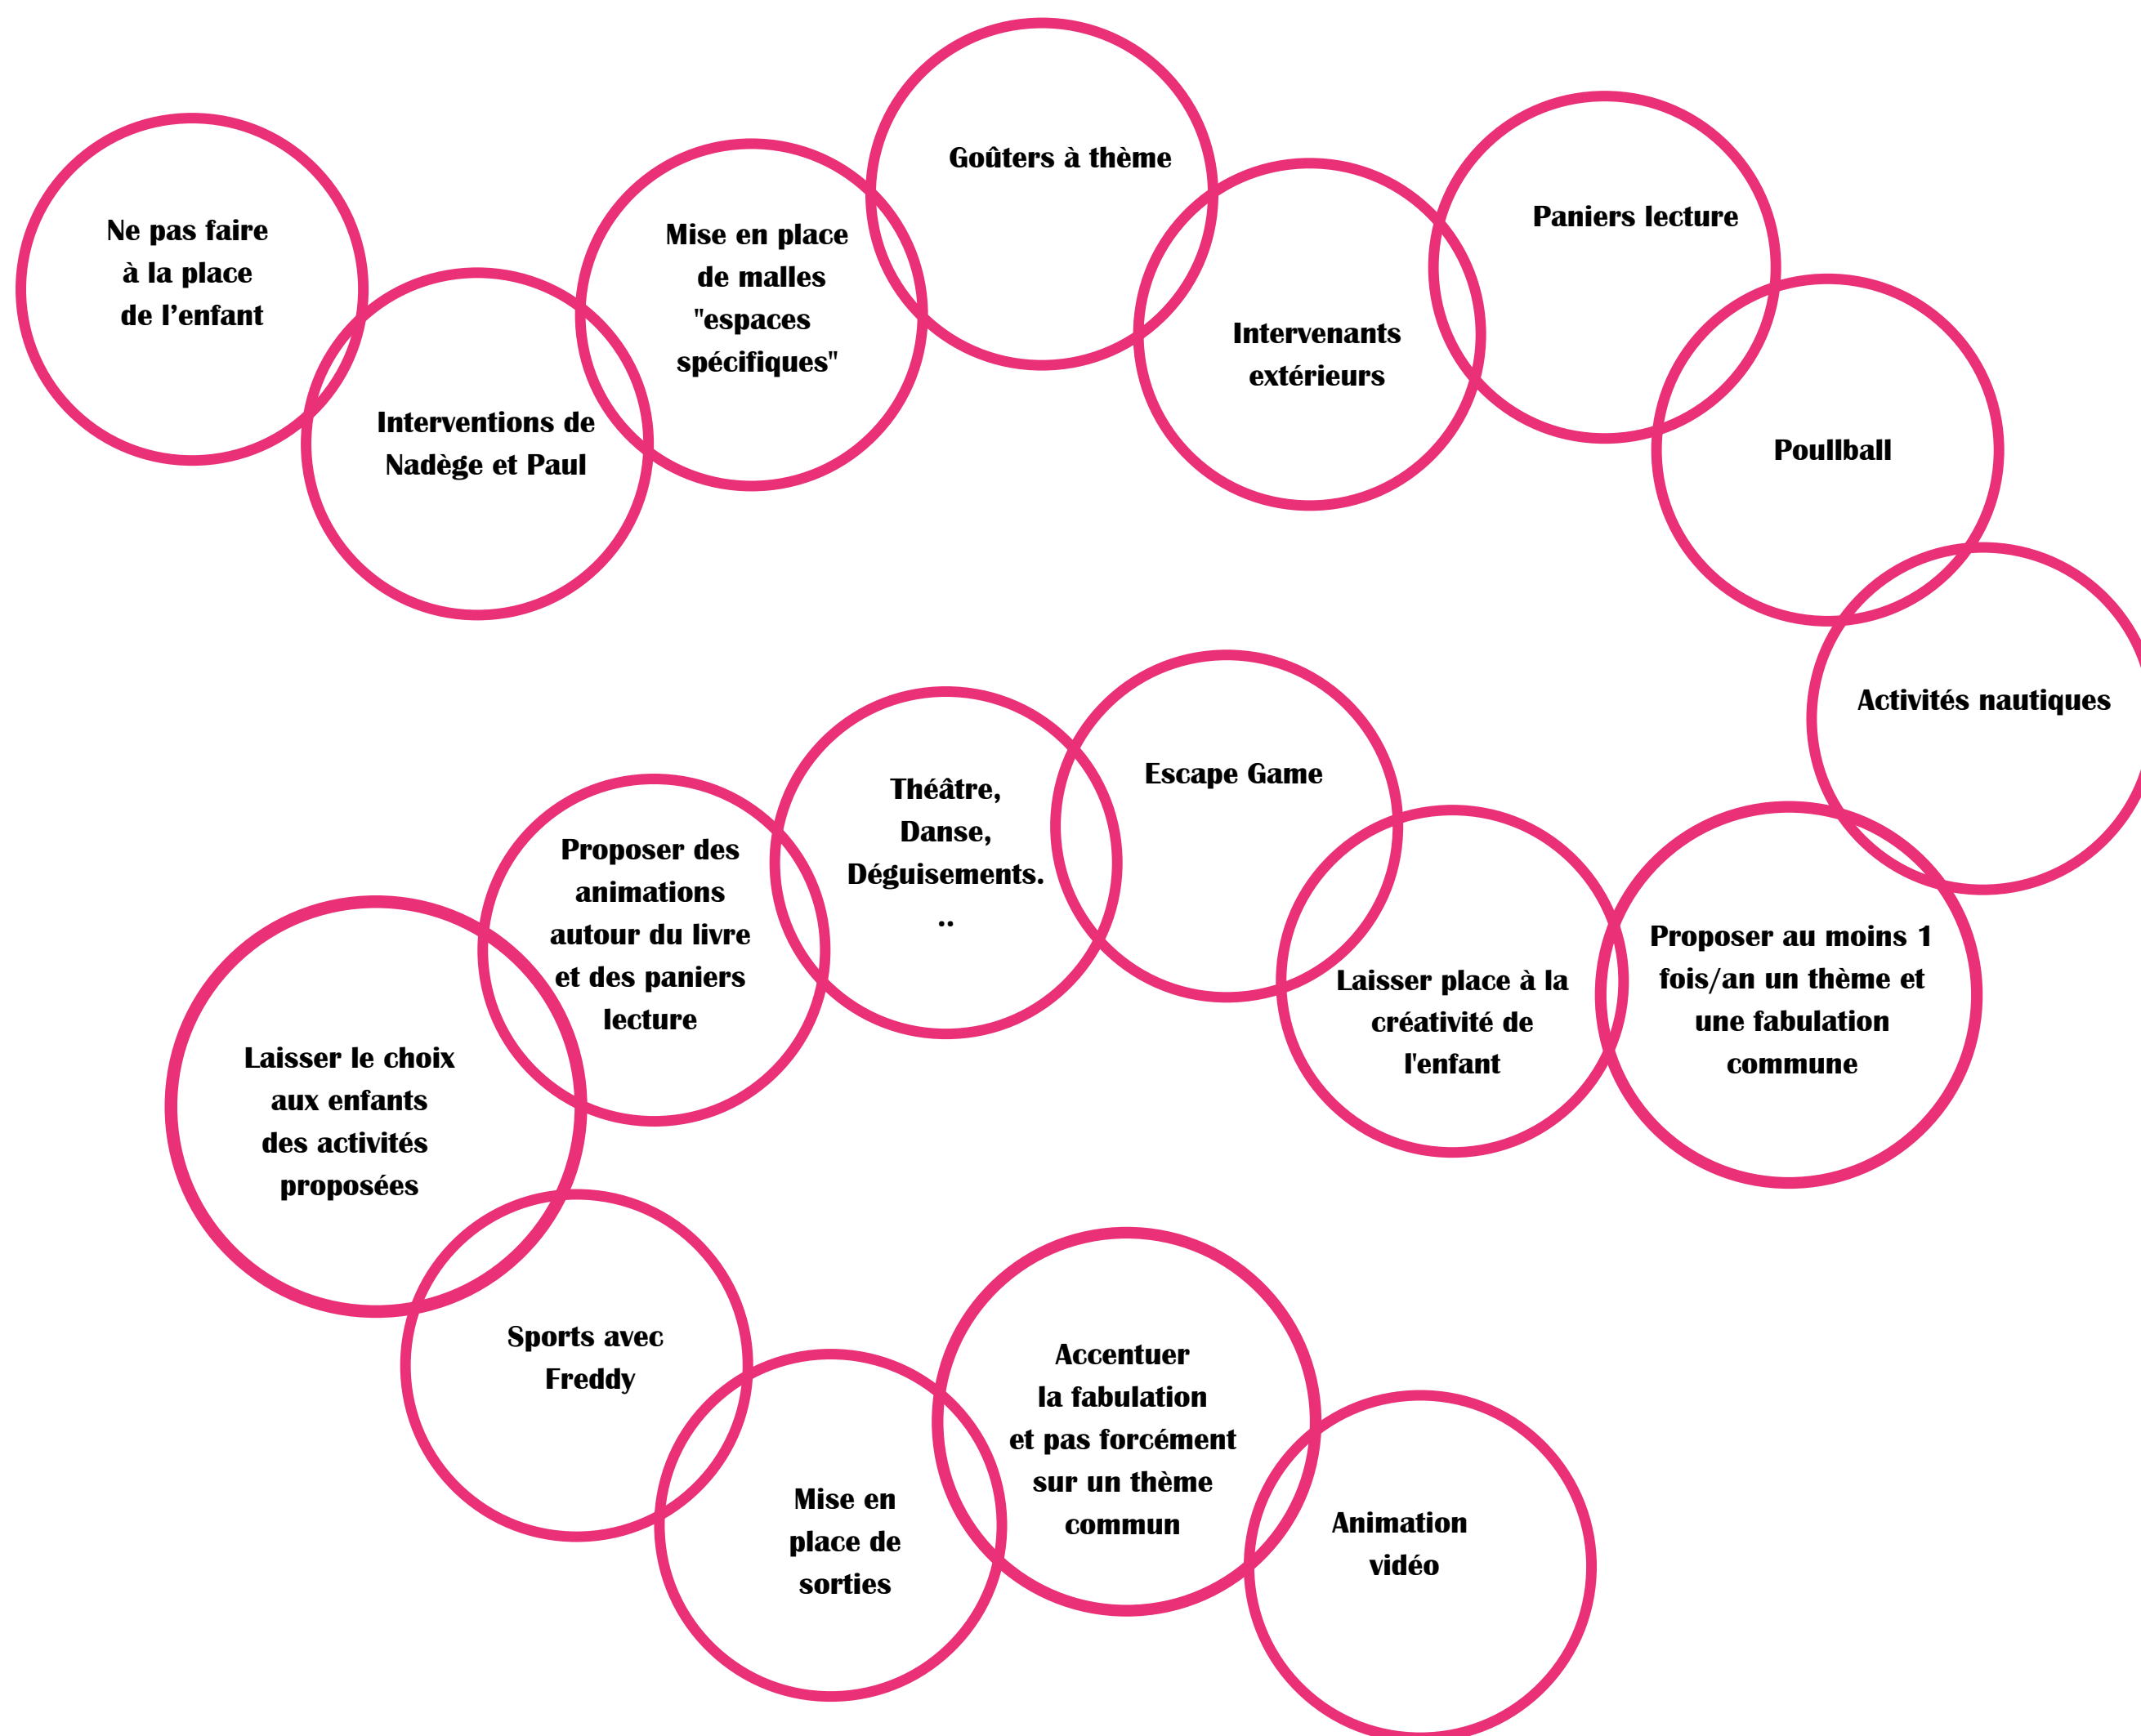 Ne pas faire
à la place
de l’enfant
Interventions de
Nadège et Paul
Mise en place
de malles
"espaces
spécifiques"
Goûters à thème
Intervenants
extérieurs
Paniers lecture
Poullball
Activités nautiques
Proposer au moins 1
fois/an un thème et
une fabulation
commune
Laisser place à la
créativité de
l'enfant
Escape Game
Théâtre,
Danse,
Déguisements.
..
Proposer des
animations
autour du livre
et des paniers
lecture
Laisser le choix
aux enfants
des activités
proposées
Sports avec
Freddy
Mise en
place de
sorties
Accentuer
la fabulation
et pas forcément
sur un thème
commun
Animation
vidéo